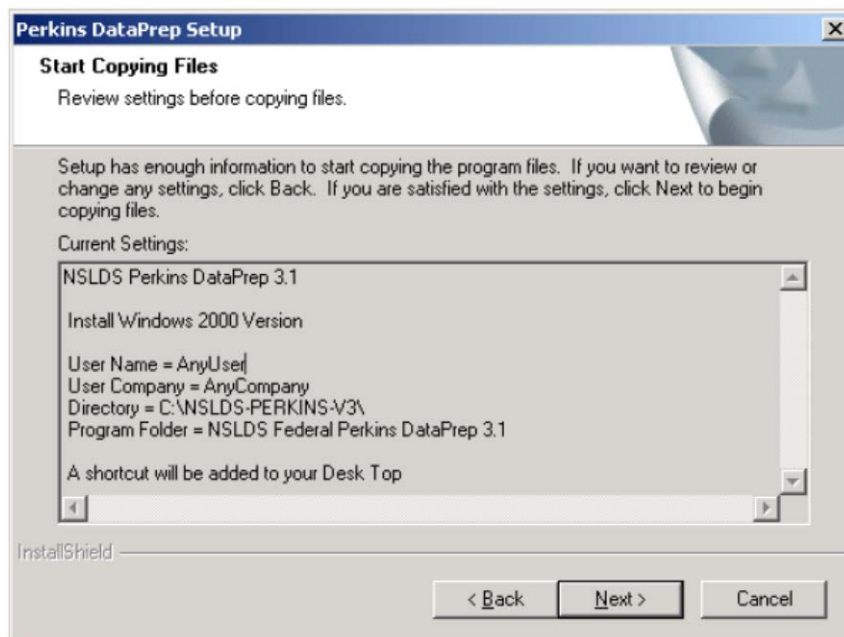 Perkins DataPrep Setup
Start Copying Files
Review settings before copying files.
Setup has enough information to start copying the program files.  If you want to review or
change any settings, click Back.  If you are satisfied with the settings, click Next to begin
copying files.
Current Settings:
NSLDS Perkins DataPrep 3.1
Install Windows 2000 Version
User Name = AnyUser
User Company = AnyCompany
Directory = C:\NSLDS-PERKINS-V3\
Program Folder = NSLDS Federal Perkins DataPrep 3.1
A shortcut will be added to your Desk Top
InstallShield
< Back
Next >
Cancel